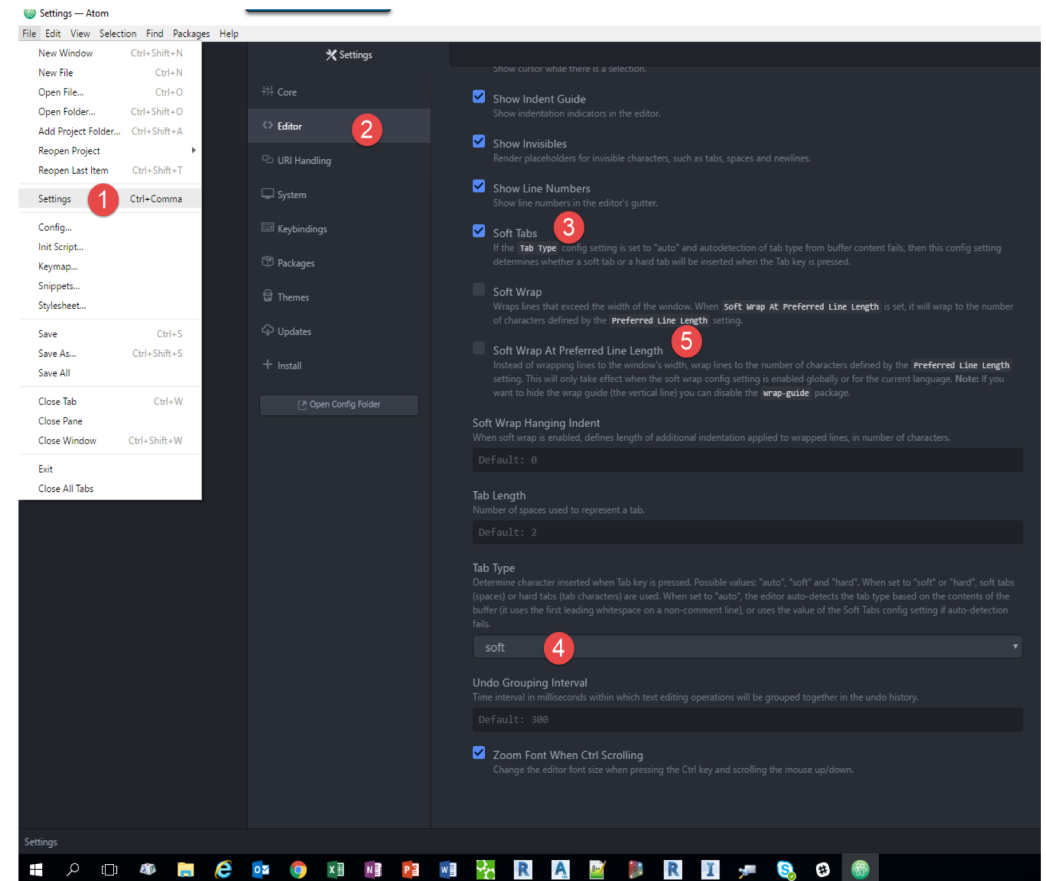 Settings — Atom
File Edit View Selection Find Packages Help
New Window Ctrl+Shift+N
New File Ctrl+N
Open File... Ctrl+O
Open Folder... Ctrl+Shift+O
Add Project Folder... Ctrl+Shift+A
Reopen Project
Reopen Last Item Ctrl+Shift+T
Settings 1 Ctrl+Comma
Config...
Init Script...
Keymap...
Snippets...
Stylesheet...
Save Ctrl+S
Save As... Ctrl+Shift+S
Save All
Close Tab Ctrl+W
Close Pane
Close Window Ctrl+Shift+W
Exit
Close All Tabs
Settings
Core
Editor 2
URI Handling
System
Keybindings
Packages
Themes
Updates
Install
Open Config Folder
Show cursor while there is a selection.
Show Indent Guide
Show indentation indicators in the editor.
Show Invisibles
Render placeholders for invisible characters, such as tabs, spaces and newlines.
Show Line Numbers
Show line numbers in the editor's gutter.
Soft Tabs 3
If the Tab Type config setting is set to "auto" and autodetection of tab type from buffer content fails, then this config setting
determines whether a soft tab or a hard tab will be inserted when the Tab key is pressed.
Soft Wrap
Wraps lines that exceed the width of the window. When Soft Wrap At Preferred Line Length is set, it will wrap to the number
of characters defined by the Preferred Line Length setting.
Soft Wrap At Preferred Line Length 5
Instead of wrapping lines to the window's width, wrap lines to the number of characters defined by the Preferred Line Length
setting. This will only take effect when the soft wrap config setting is enabled globally or for the current language. Note: If you
want to hide the wrap guide (the vertical line) you can disable the wrap-guide package.
Soft Wrap Hanging Indent
When soft wrap is enabled, defines length of additional indentation applied to wrapped lines, in number of characters.
Default: 0
Tab Length
Number of spaces used to represent a tab.
Default: 2
Tab Type
Determine character inserted when Tab key is pressed. Possible values: "auto", "soft" and "hard". When set to "soft" or "hard", soft tabs
(spaces) or hard tabs (tab characters) are used. When set to "auto", the editor auto-detects the tab type based on the contents of the
buffer (it uses the first leading whitespace on a non-comment line), or uses the value of the Soft Tabs config setting if auto-detection
fails.
soft 4
Undo Grouping Interval
Time interval in milliseconds within which text editing operations will be grouped together in the undo history.
Default: 300
Zoom Font When Ctrl Scrolling
Change the editor font size when pressing the Ctrl key and scrolling the mouse up/down.
Settings